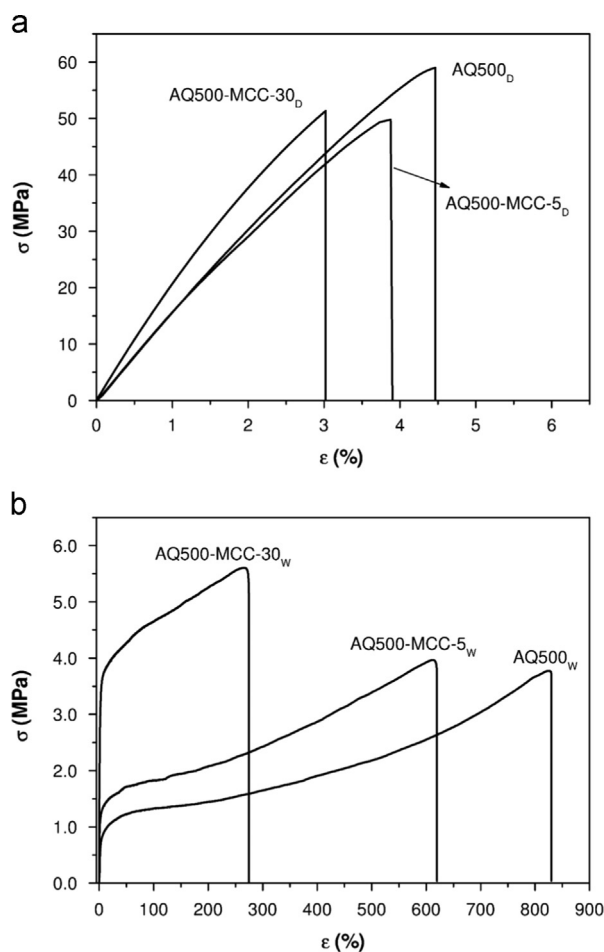 a
60
50
40
30
20
10
0
σ (MPa)
AQ500-MCC-30D
AQ500D
AQ500-MCC-5D
0 1 2 3 4 5 6
ε (%)
b
6.0
5.0
4.0
3.0
2.0
1.0
0.0
σ (MPa)
AQ500-MCC-30W
AQ500-MCC-5W
AQ500W
0 100 200 300 400 500 600 700 800 900
ε (%)